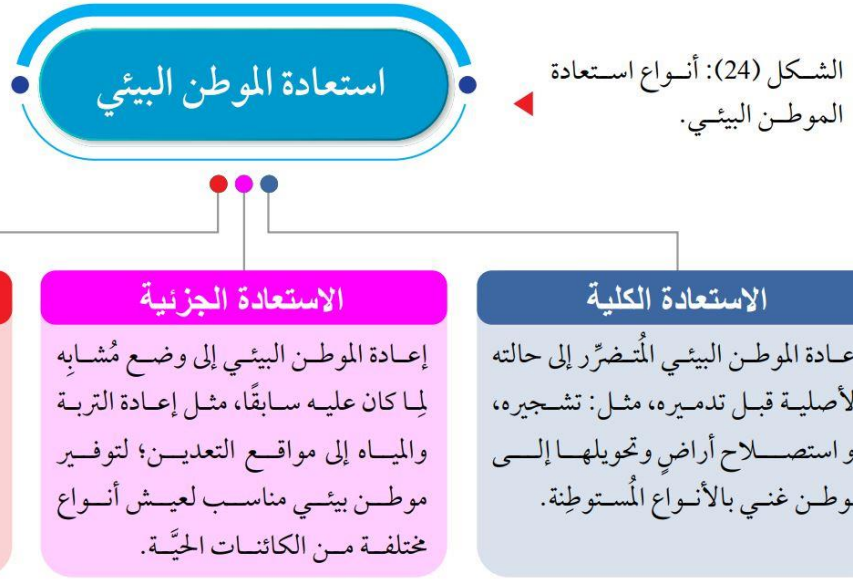 الشكل (24): أنواع استعادة
الموطن البيئي.
استعادة الموطن البيئي
الاستعادة الكلية
عادة الموطن البيئي المُتضرِّر إلى حالته
لأصلية قبل تدميره، مثل: تشجيره،
و استصلاح أراضٍ وتحويلها إلى
وطن غني بالأنواع المُستوطِنة.
الاستعادة الجزئية
إعادة الموطن البيئي إلى وضع مُشابِه
لِما كان عليه سابقًا، مثل إعادة التربة
والمياه إلى مواقع التعدين؛ لتوفير
موطن بيئي مناسب لعيش أنواع
مختلفة من الكائنات الحيَّة.